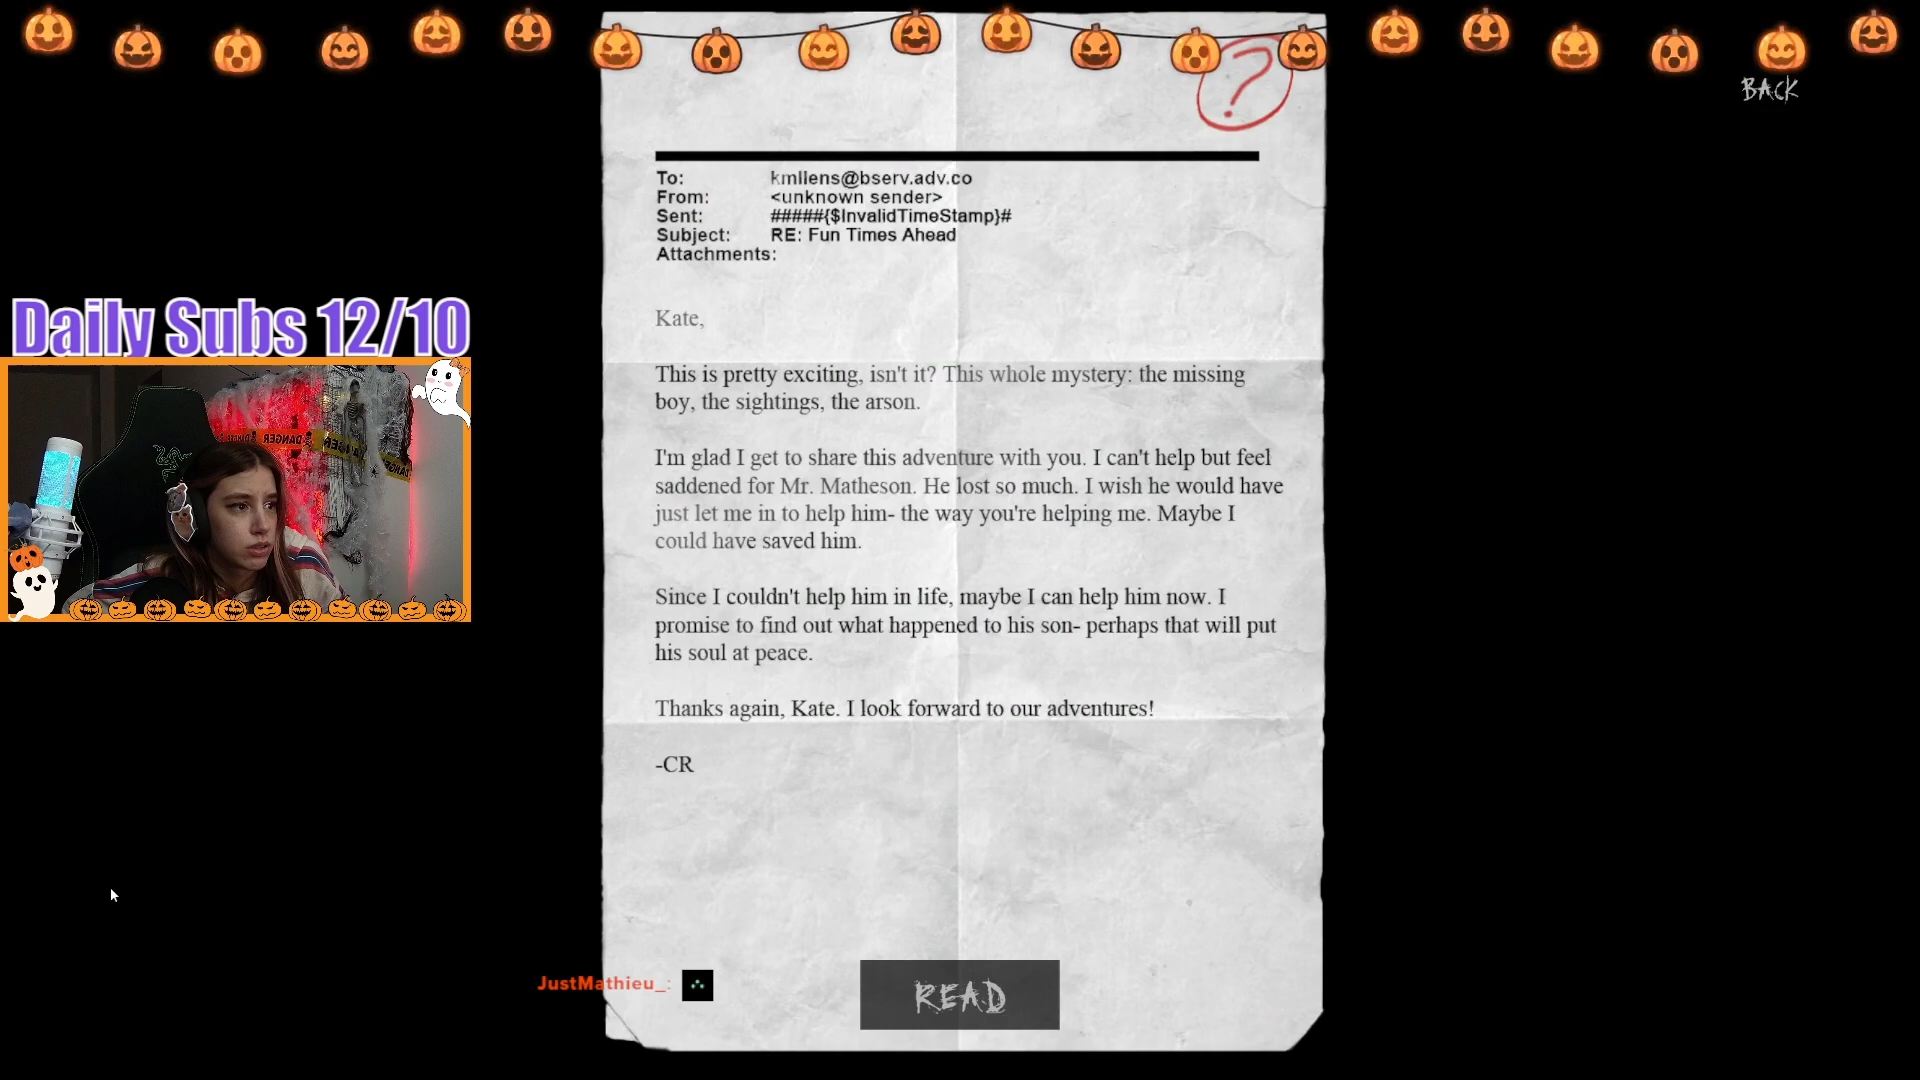 ?
BACK
To: kmilens@bserv.adv.co
From: <unknown sender>
Sent: #####{$InvalidTimeStamp}#
Subject: RE: Fun Times Ahead
Attachments:
Daily Subs 12/10
Kate,
This is pretty exciting, isn't it? This whole mystery: the missing
boy, the sightings, the arson.
I'm glad I get to share this adventure with you. I can't help but feel
saddened for Mr. Matheson. He lost so much. I wish he would have
just let me in to help him- the way you're helping me. Maybe I
could have saved him.
Since I couldn't help him in life, maybe I can help him now. I
promise to find out what happened to his son- perhaps that will put
his soul at peace.
Thanks again, Kate. I look forward to our adventures!
-CR
DANGER
JustMathieu_:
READ